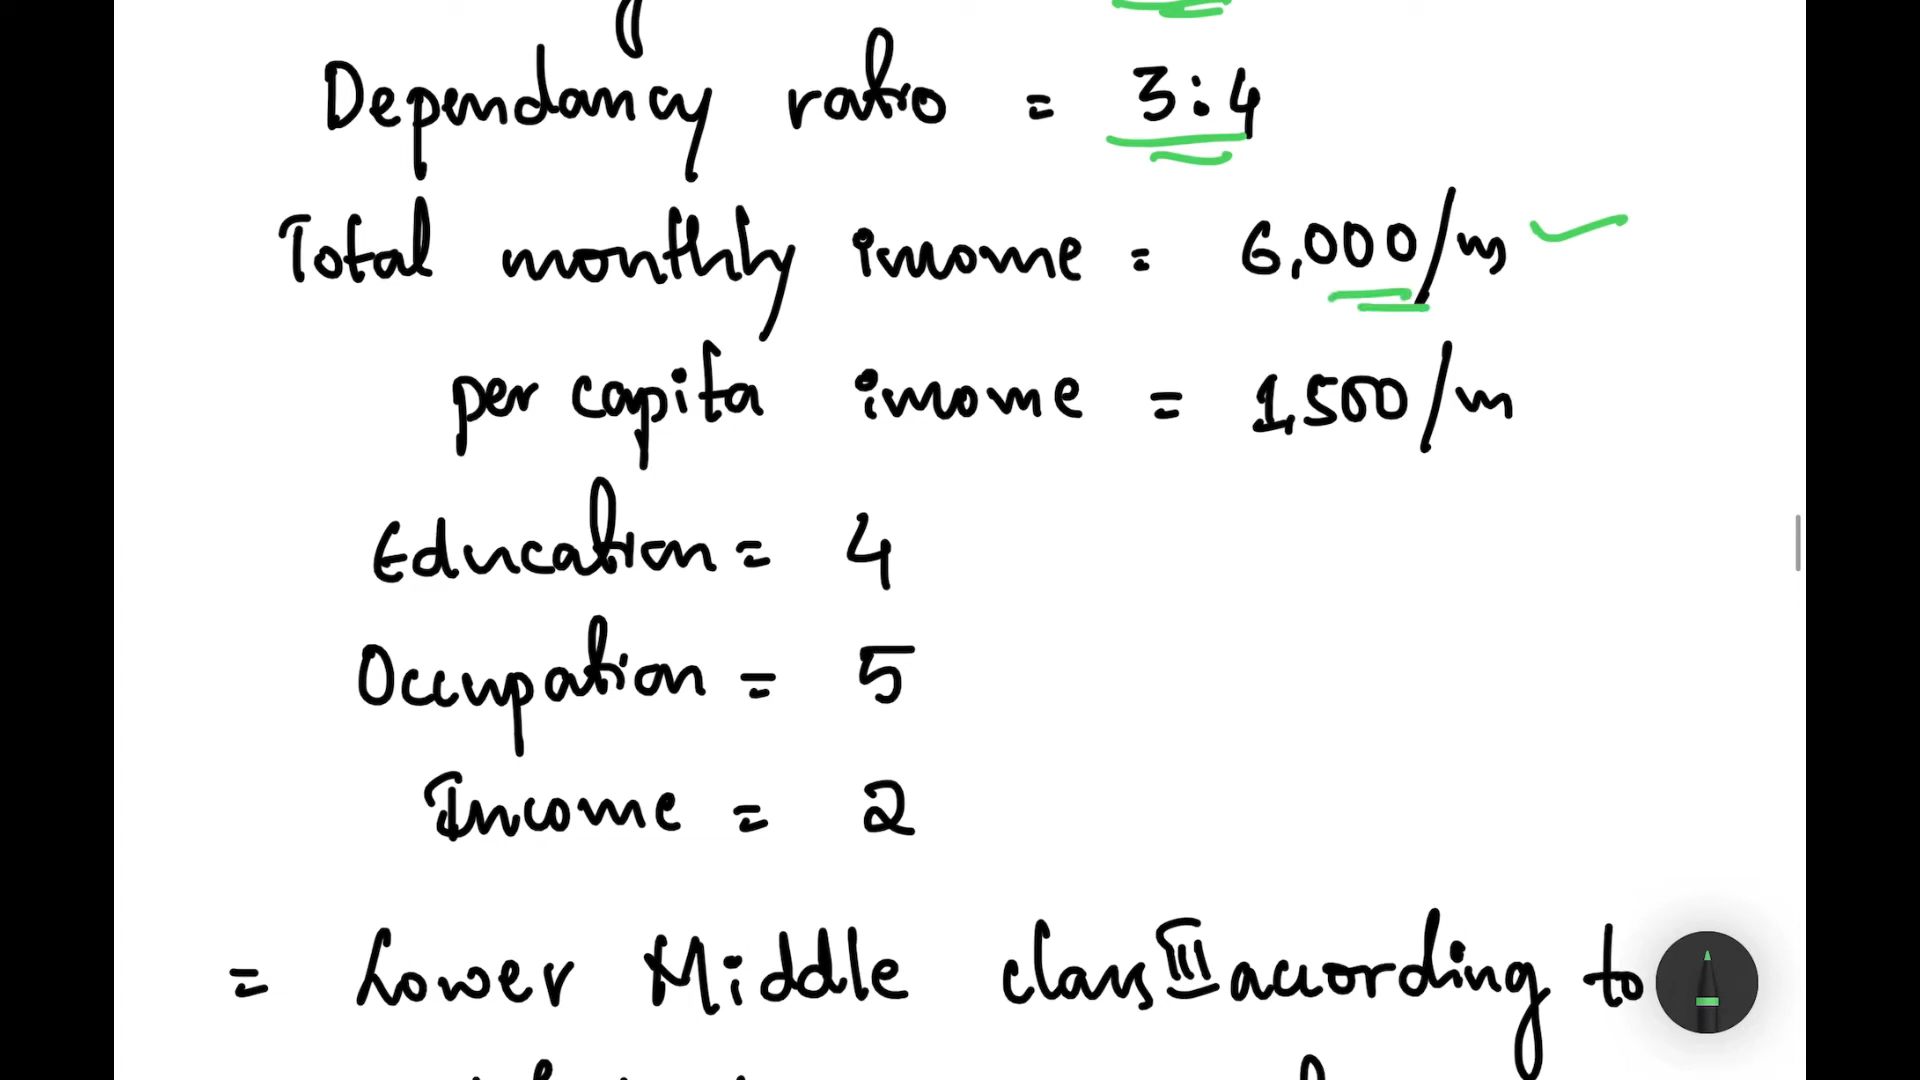 Dependancy ratio = 3:4
Total monthly income = 6,000/m
per capita income = 1,500/m
Education = 4
Occupation = 5
Income = 2
= Lower Middle class III according to